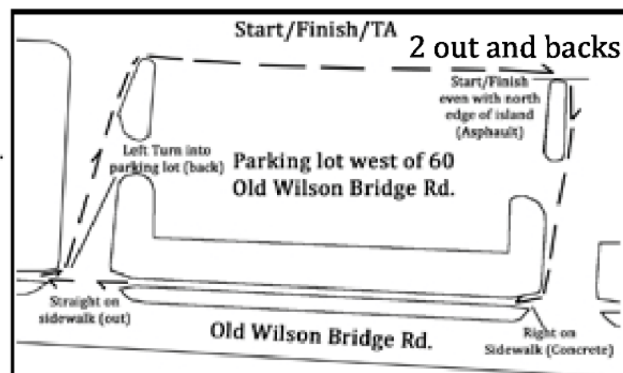 Start/Finish/TA
2 out and backs
Start/Finish
even with north
edge of island
(Asphault)
Left Turn into
parking lot (back)
Parking lot west of 60
Old Wilson Bridge Rd.
Straight on
sidewalk (out)
Old Wilson Bridge Rd.
Right on
Sidewalk (Concrete)